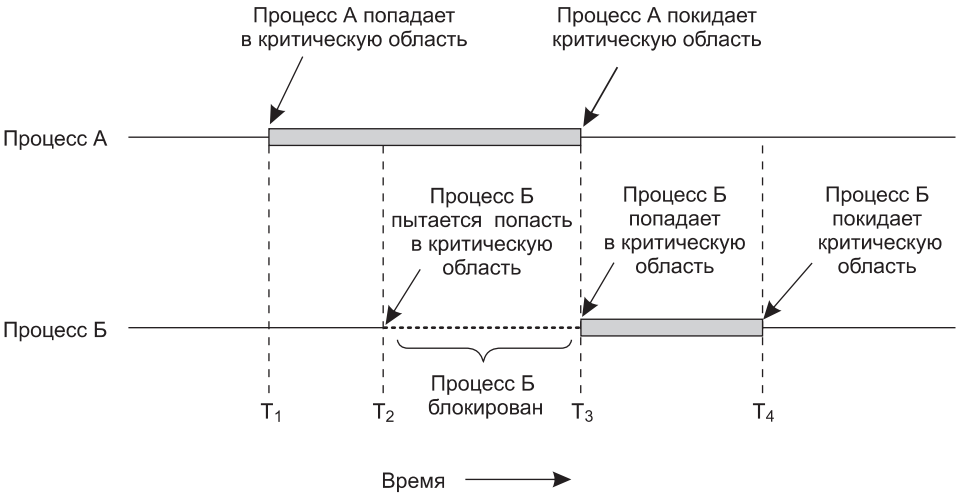 Процесс А попадает
в критическую область
Процесс А покидает
критическую область
Процесс А
Процесс Б
пытается попасть
в критическую
область
Процесс Б
попадает
в критическую
область
Процесс Б
покидает
критическую
область
Процесс Б
Процесс Б
блокирован
T1
T2
T3
T4
Время